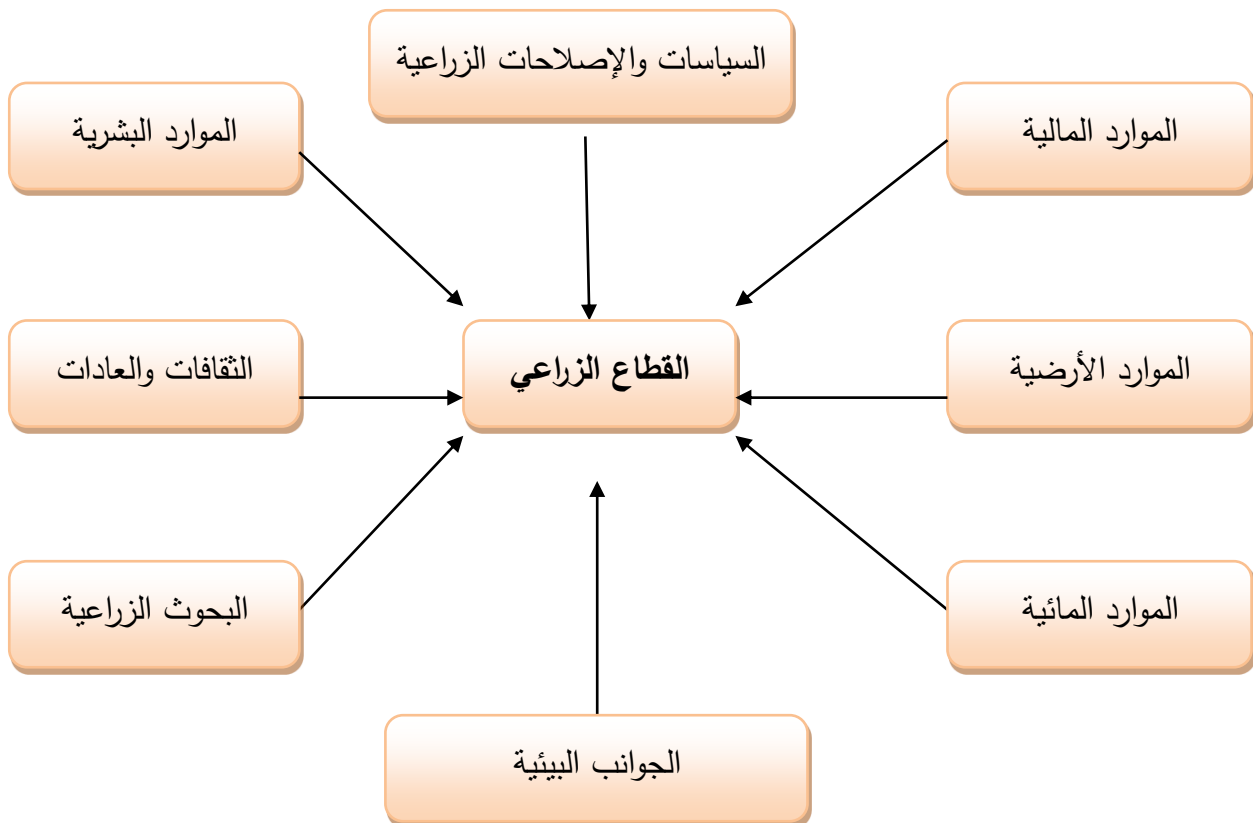 السياسات والإصلاحات الزراعية
الموارد المالية
الموارد البشرية
الموارد الأرضية
القطاع الزراعي
الثقافات والعادات
الموارد المائية
البحوث الزراعية
الجوانب البيئية